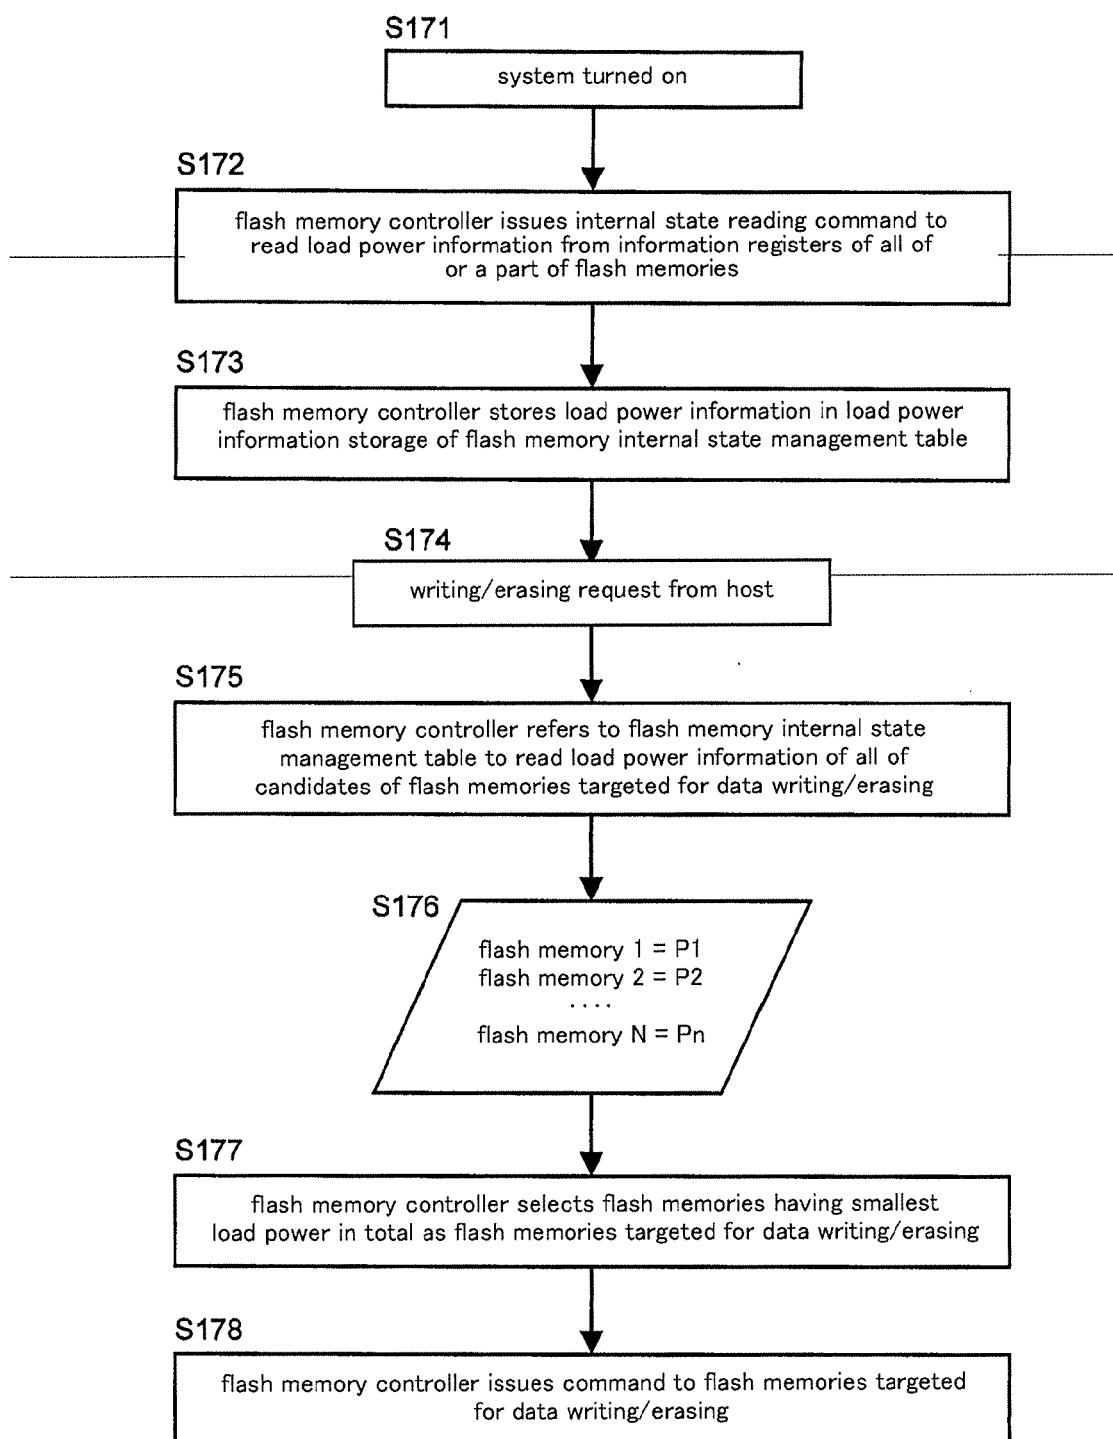 S171
system turned on
S172
flash memory controller issues internal state reading command to
read load power information from information registers of all of
or a part of flash memories
S173
flash memory controller stores load power information in load power
information storage of flash memory internal state management table
S174
writing/erasing request from host
S175
flash memory controller refers to flash memory internal state
management table to read load power information of all of
candidates of flash memories targeted for data writing/erasing
S176
flash memory 1 = P1
flash memory 2 = P2
....
flash memory N = Pn
S177
flash memory controller selects flash memories having smallest
load power in total as flash memories targeted for data writing/erasing
S178
flash memory controller issues command to flash memories targeted
for data writing/erasing